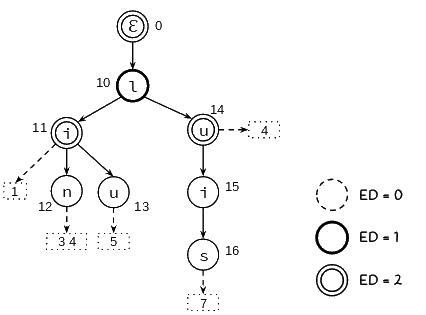 ε 0
10 l
14
11 i
u 4
1
n u
i 15
12 13
3 4 5
s 16
7
ED = 0
ED = 1
ED = 2